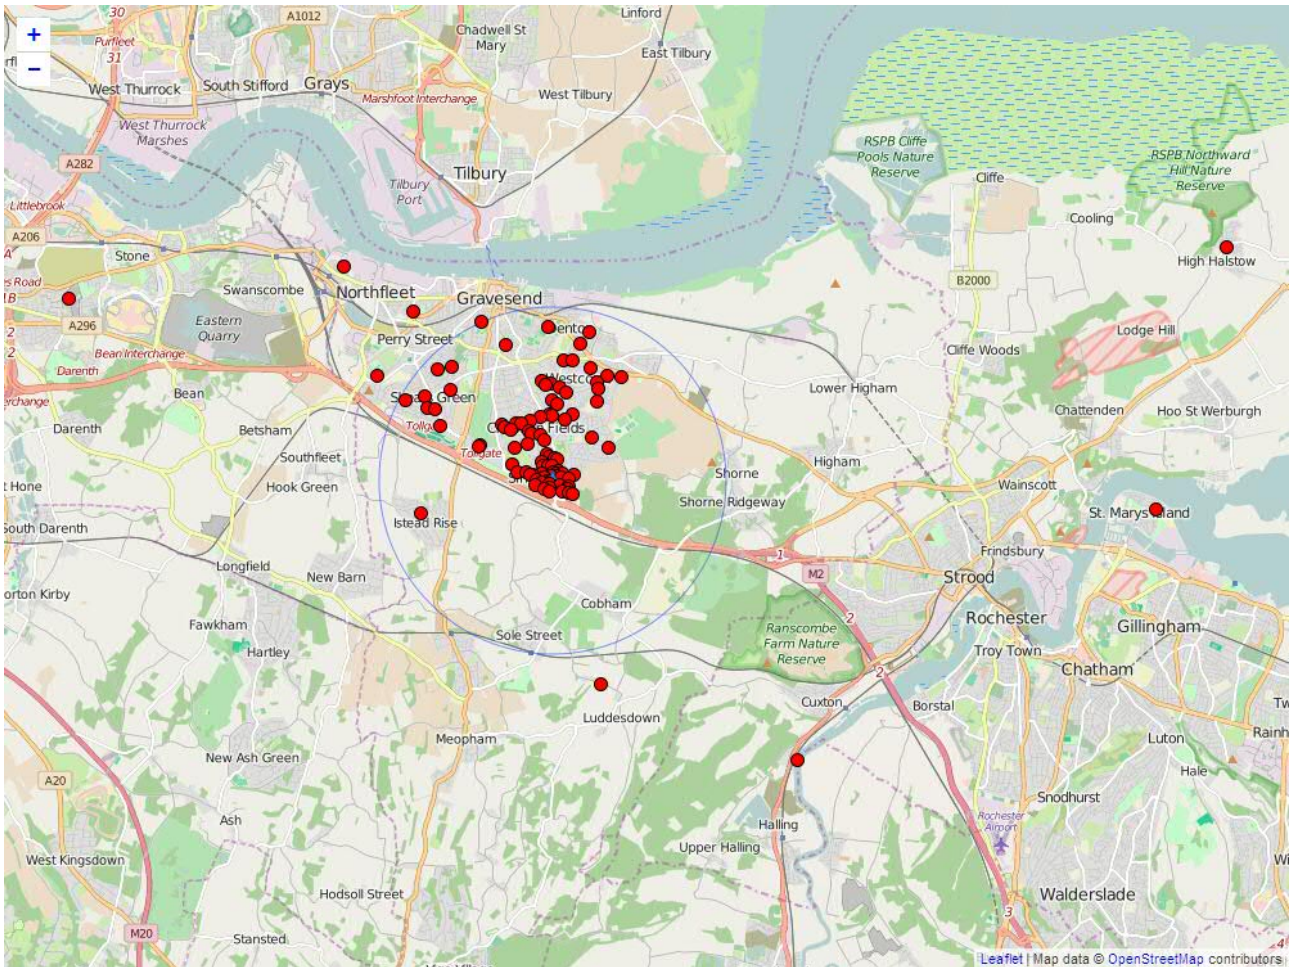 +
−
30
Purfleet
31
A1012
Linford
Chadwell St
Mary
East Tilbury
West Thurrock
South Stifford
Grays
Marshfoot Interchange
West Tilbury
West Thurrock
Marshes
A282
Tilbury
Tilbury
Port
Littlebrook
RSPB Cliffe
Pools Nature
Reserve
RSPB Northward
Hill Nature
Reserve
Cliffe
Cooling
A206
Stone
High Halstow
Swanscombe
Northfleet
Gravesend
B2000
A296
Eastern
Quarry
Perry Street
Lodge Hill
Bean Interchange
Cliffe Woods
Darenth
Bean
Lower Higham
Chattenden
Hoo St Werburgh
Darenth
Betsham
Southfleet
Tollgate
Higham
Shorne
Hook Green
Wainscott
Shorne Ridgeway
South Darenth
Istead Rise
St. Marys Island
Longfield
New Barn
1
Frindsbury
M2
Strood
Cobham
2
Rochester
Fawkham
Sole Street
Ranscombe
Farm Nature
Reserve
Gillingham
Hartley
Troy Town
Chatham
2
Cuxton
Borstal
Luddesdown
Meopham
Luton
New Ash Green
Hale
A20
Snodhurst
Ash
Halling
Rochester
Airport
Upper Halling
West Kingsdown
Hodsoll Street
Walderslade
3
M20
Stansted
4
Leaflet | Map data © OpenStreetMap contributors